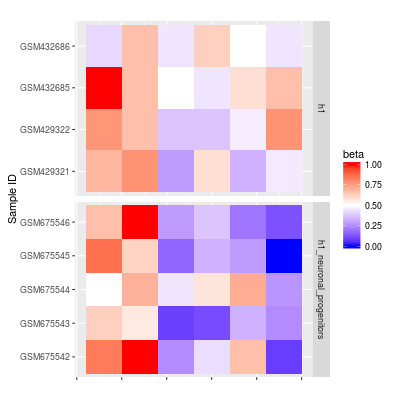 GSM432686
GSM432685
GSM429322
GSM429321
h1
GSM675546
GSM675545
GSM675544
GSM675543
GSM675542
h1_neuronal_progenitors
Sample ID
beta
1.00
0.75
0.50
0.25
0.00